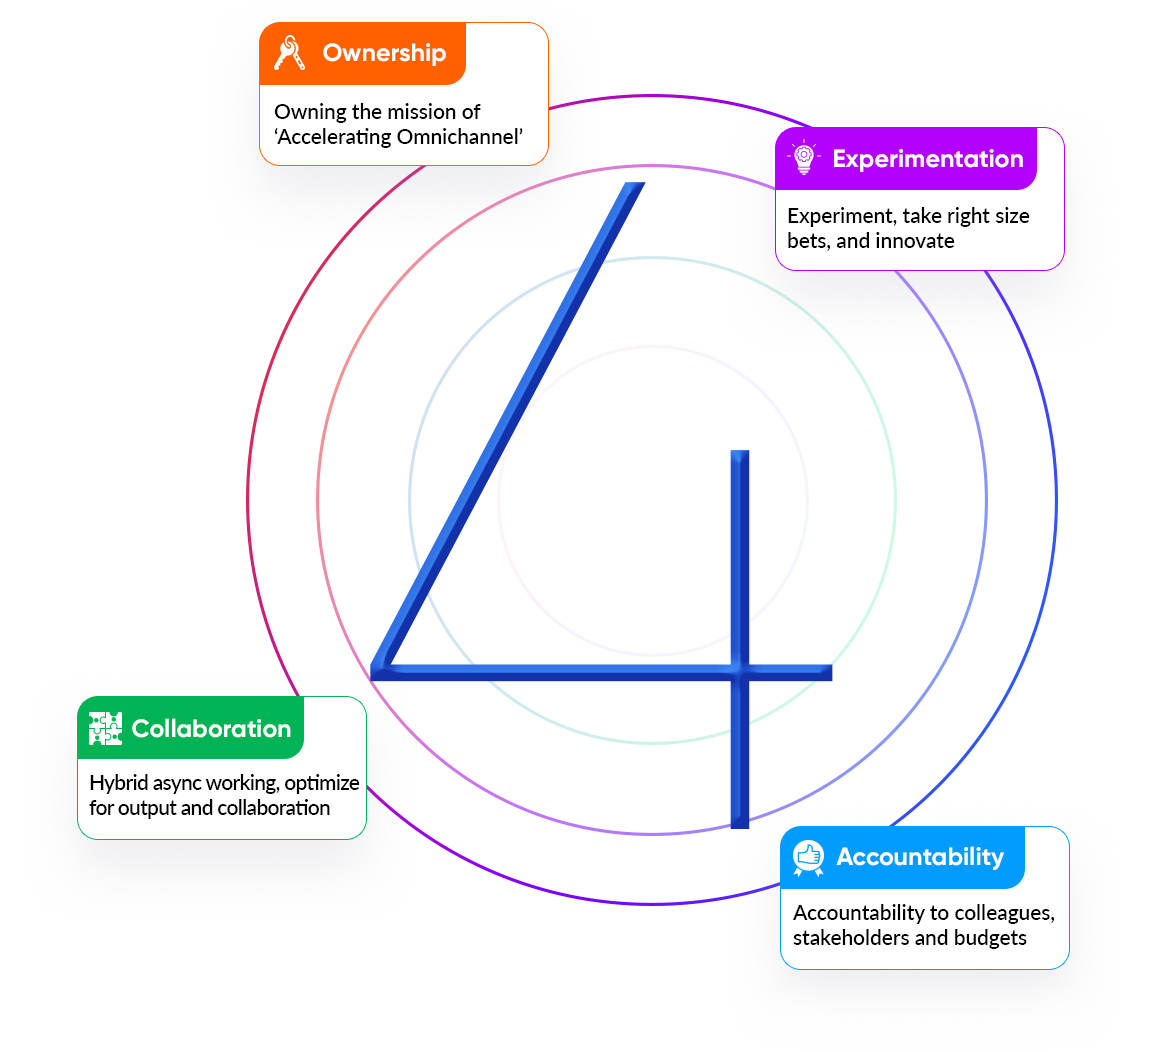 Ownership
Owning the mission of
‘Accelerating Omnichannel’
Experimentation
Experiment, take right size
bets, and innovate
4
Collaboration
Hybrid async working, optimize
for output and collaboration
Accountability
Accountability to colleagues,
stakeholders and budgets